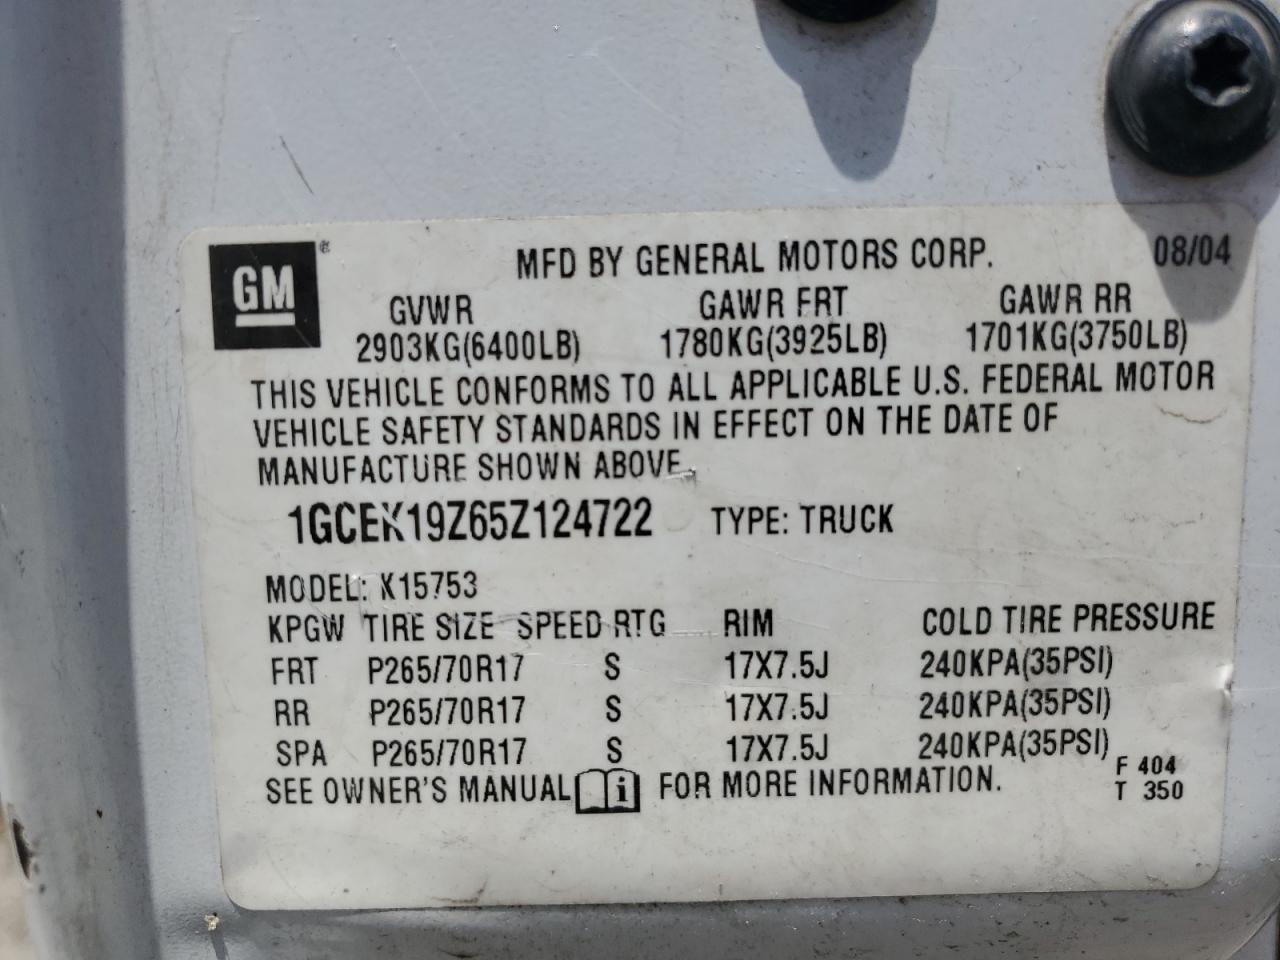 GM® MFD BY GENERAL MOTORS CORP. 08/04
GVWR GAWR FRT GAWR RR
2903KG(6400LB) 1780KG(3925LB) 1701KG(3750LB)
THIS VEHICLE CONFORMS TO ALL APPLICABLE U.S. FEDERAL MOTOR
VEHICLE SAFETY STANDARDS IN EFFECT ON THE DATE OF
MANUFACTURE SHOWN ABOVE.
1GCEK19Z65Z124722 TYPE: TRUCK
MODEL: K15753
KPGW TIRE SIZE SPEED RTG RIM COLD TIRE PRESSURE
FRT P265/70R17 S 17X7.5J 240KPA(35PSI)
RR P265/70R17 S 17X7.5J 240KPA(35PSI)
SPA P265/70R17 S 17X7.5J 240KPA(35PSI)
SEE OWNER'S MANUAL i FOR MORE INFORMATION.
F 404
T 350